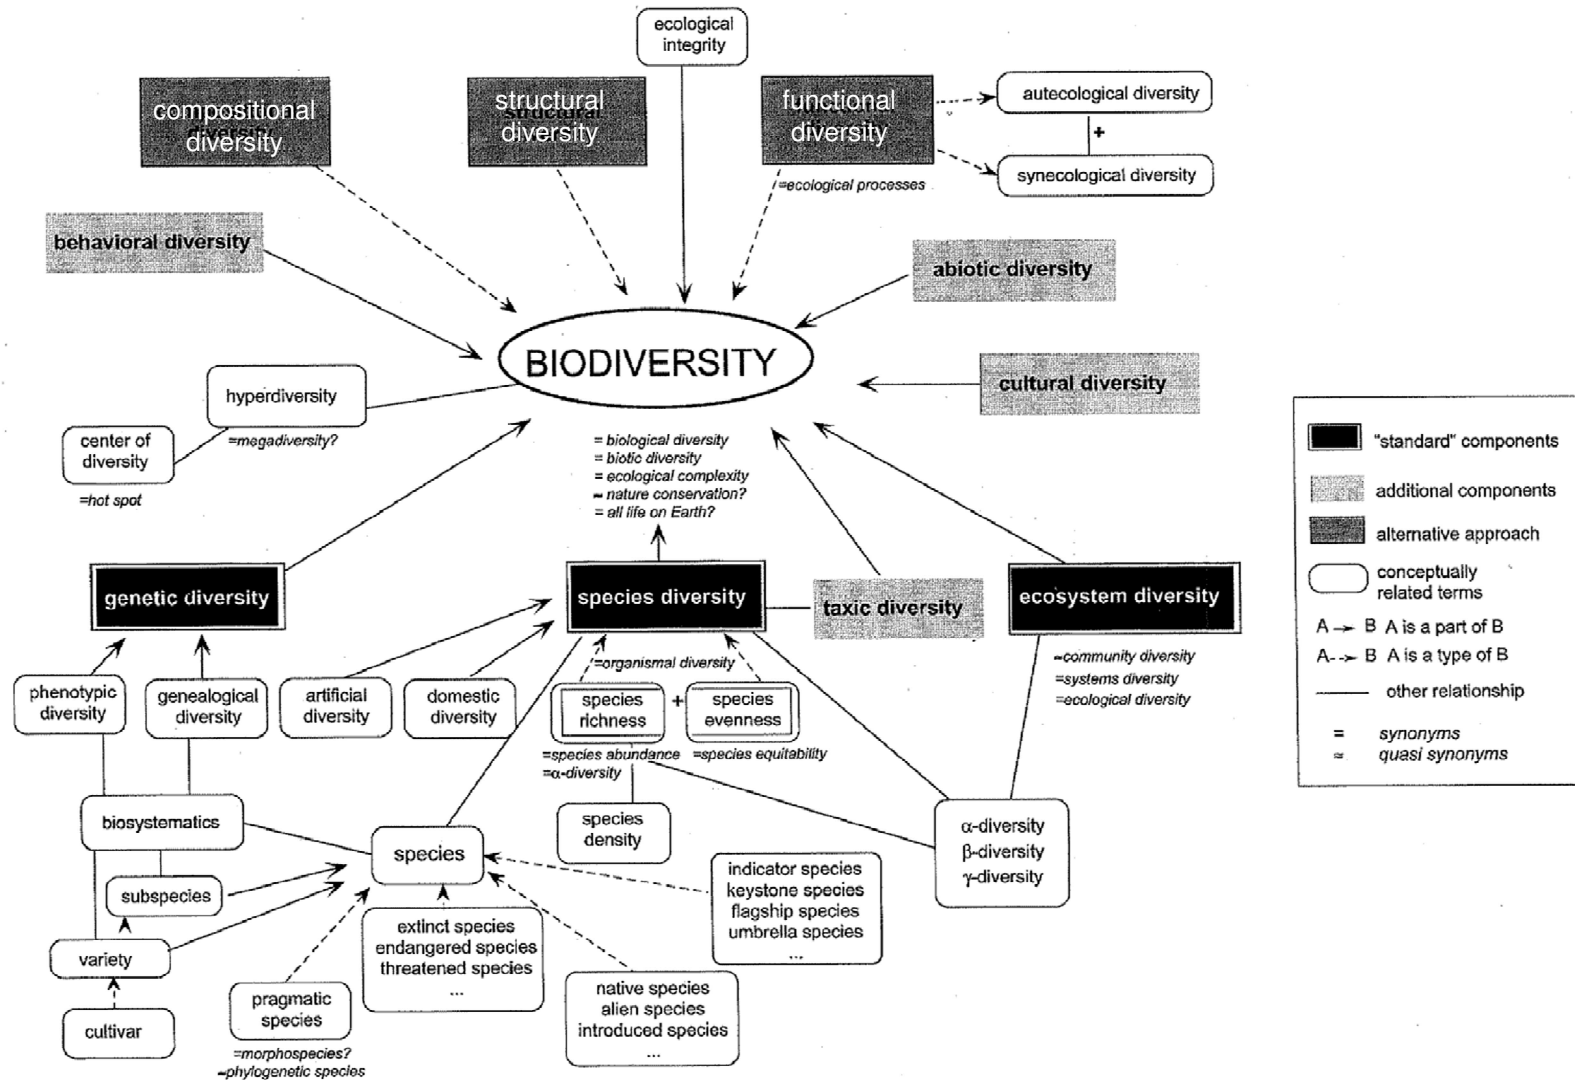 ecological
integrity
compositional
diversity
structural
diversity
functional
diversity
=ecological processes
autecological diversity
+
synecological diversity
behavioral diversity
abiotic diversity
BIODIVERSITY
cultural diversity
hyperdiversity
=megadiversity?
center of
diversity
=hot spot
= biological diversity
= biotic diversity
= ecological complexity
≈ nature conservation?
= all life on Earth?
genetic diversity
species diversity
taxic diversity
ecosystem diversity
=organismal diversity
≈community diversity
=systems diversity
=ecological diversity
phenotypic
diversity
genealogical
diversity
artificial
diversity
domestic
diversity
species
richness
+
species
evenness
=species abundance
=α-diversity
=species equitability
biosystematics
species
species
density
α-diversity
β-diversity
γ-diversity
subspecies
variety
cultivar
pragmatic
species
=morphospecies?
≈phylogenetic species
extinct species
endangered species
threatened species
...
native species
alien species
introduced species
...
indicator species
keystone species
flagship species
umbrella species
...
"standard" components
additional components
alternative approach
conceptually
related terms
A → B A is a part of B
A --> B A is a type of B
other relationship
= synonyms
≈ quasi synonyms